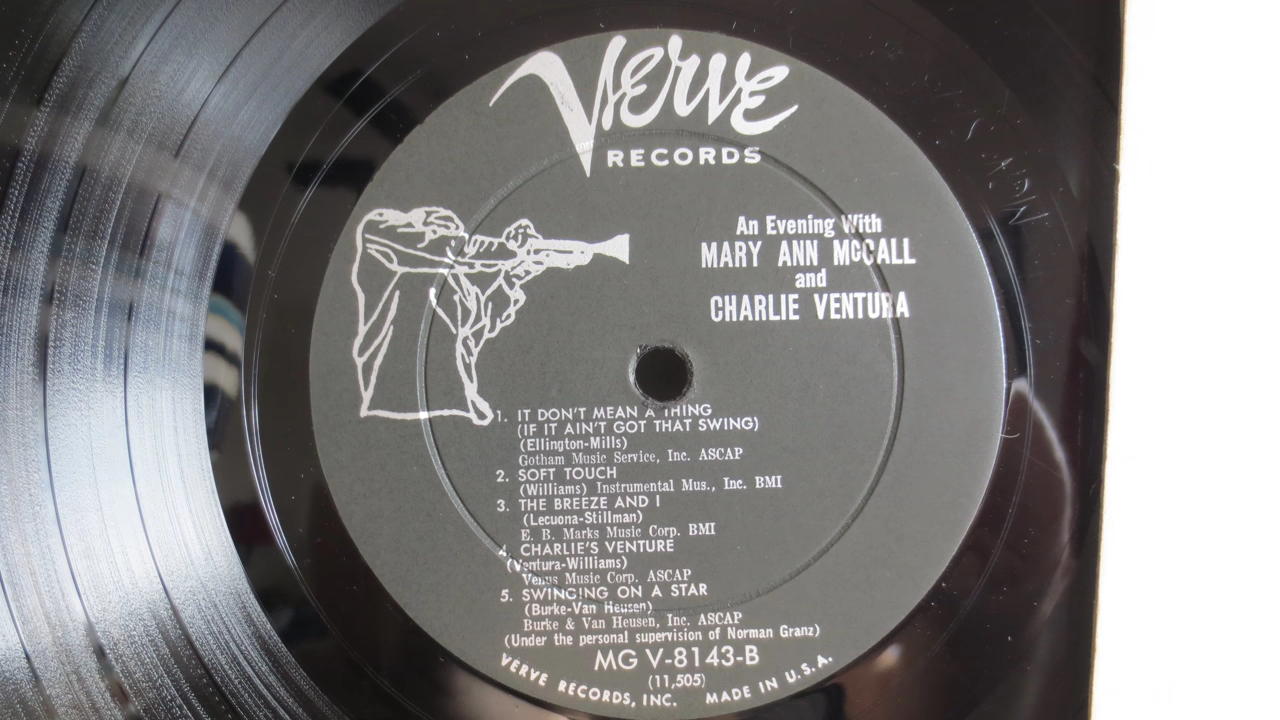 Verve
RECORDS
An Evening With
MARY ANN McCALL
and
CHARLIE VENTURA
1. IT DON'T MEAN A THING
(IF IT AIN'T GOT THAT SWING)
(Ellington-Mills)
Gotham Music Service, Inc. ASCAP
2. SOFT TOUCH
(Williams) Instrumental Mus., Inc. BMI
3. THE BREEZE AND I
(Lecuona-Stillman)
E. B. Marks Music Corp. BMI
4. CHARLIE'S VENTURE
(Ventura-Williams)
Venus Music Corp. ASCAP
5. SWINGING ON A STAR
(Burke-Van Heusen)
Burke & Van Heusen, Inc. ASCAP
(Under the personal supervision of Norman Granz)
MG V-8143-B
(11,505)
VERVE RECORDS, INC. MADE IN U.S.A.